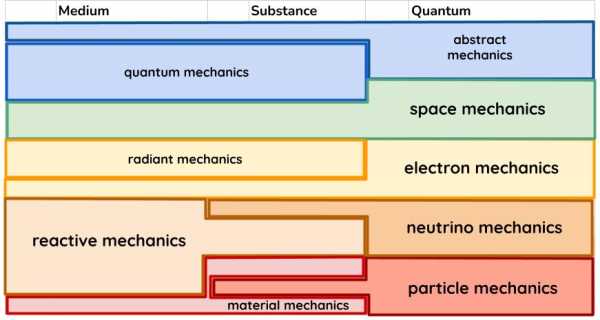 Medium Substance Quantum
abstract
mechanics
quantum mechanics
space mechanics
radiant mechanics
electron mechanics
neutrino mechanics
reactive mechanics
particle mechanics
material mechanics